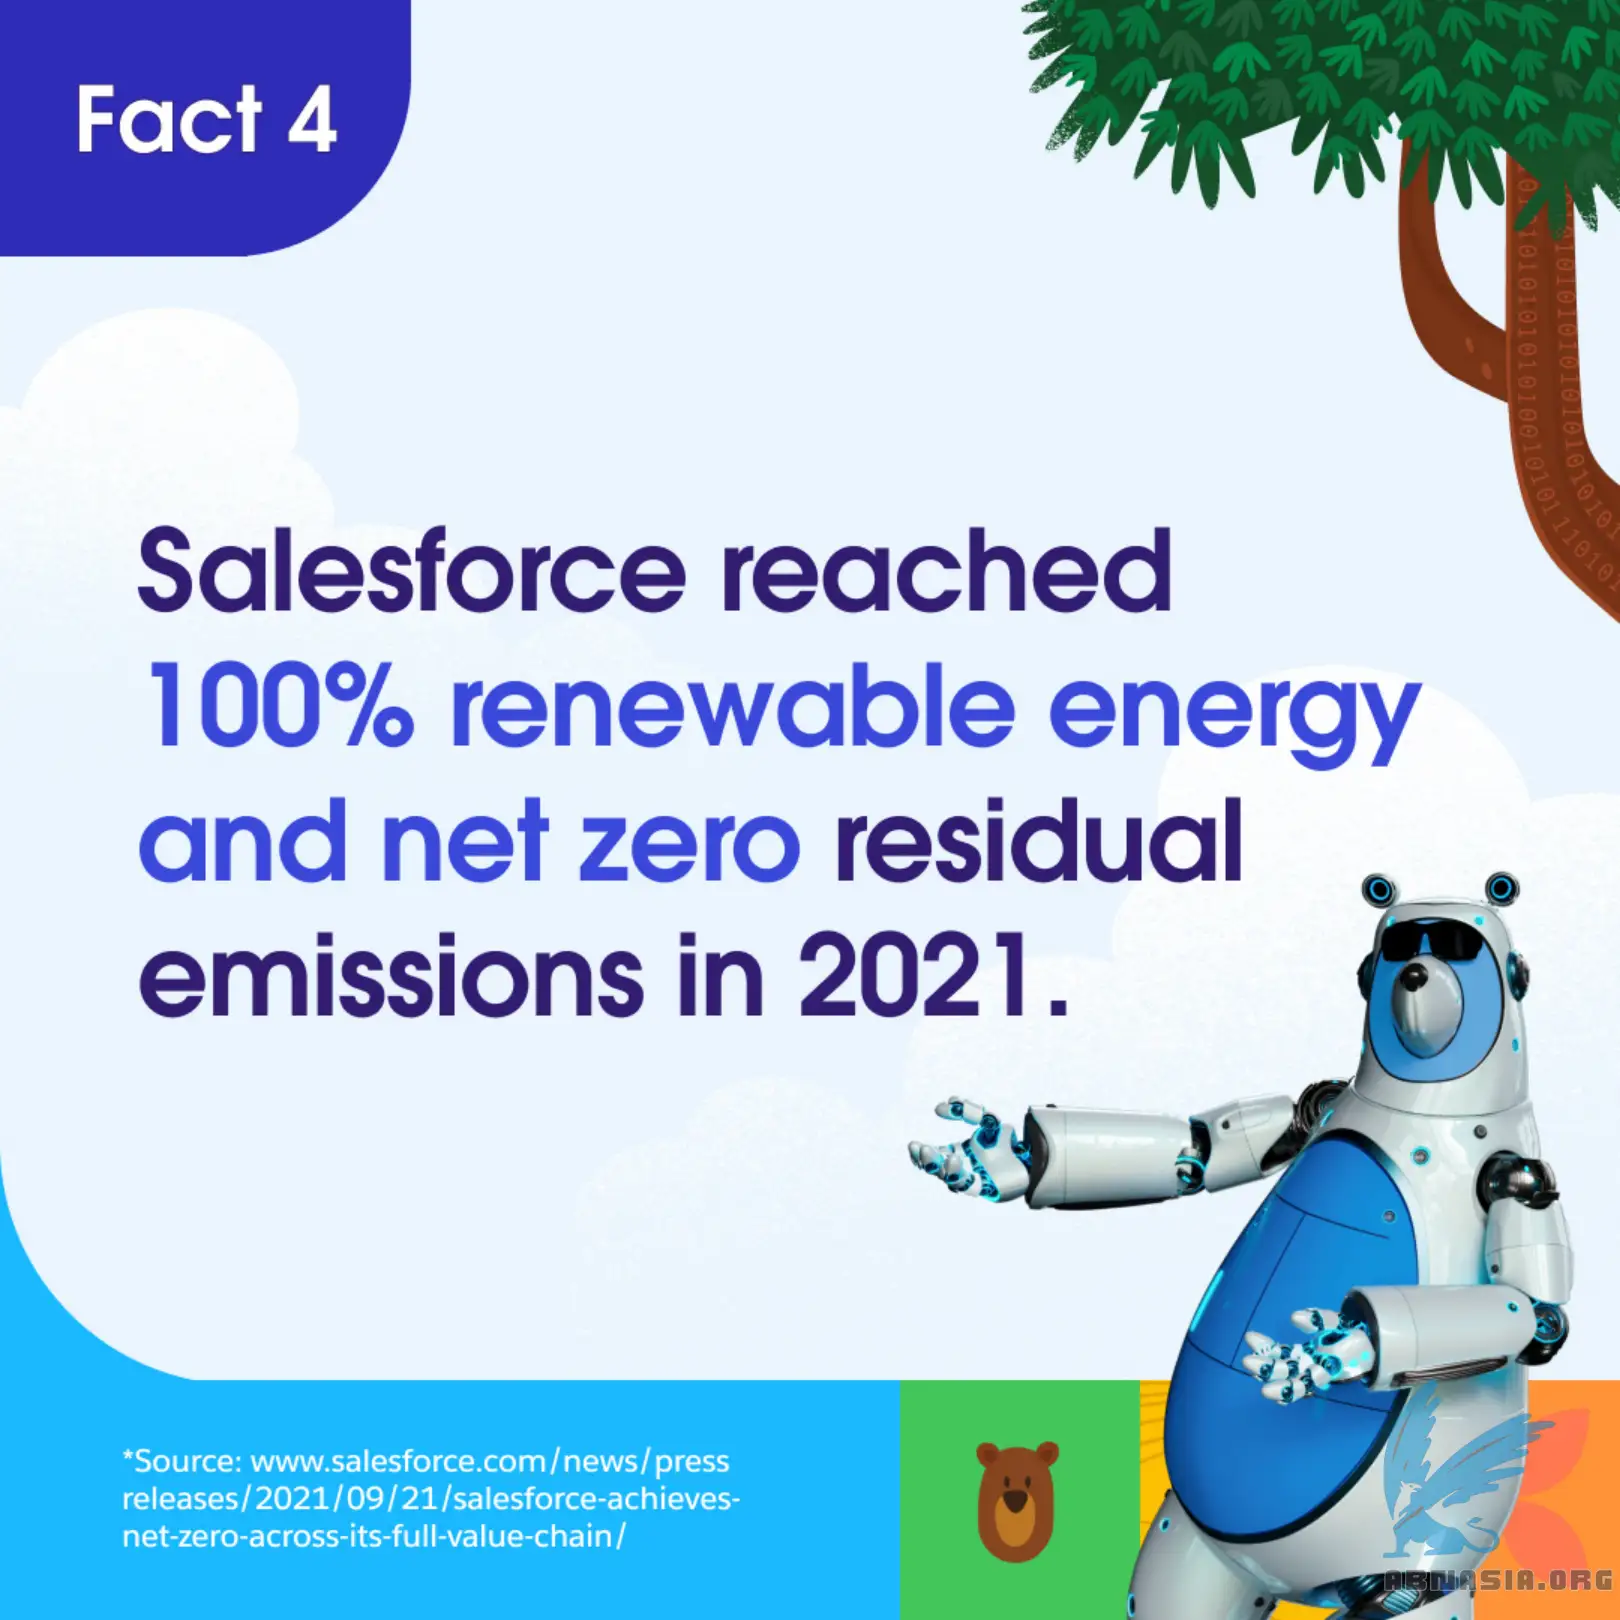 Fact 4
Salesforce reached
100% renewable energy
and net zero residual
emissions in 2021.
*Source: www.salesforce.com/news/press
releases/2021/09/21/salesforce-achieves-
net-zero-across-its-full-value-chain/
ABNASIA.ORG